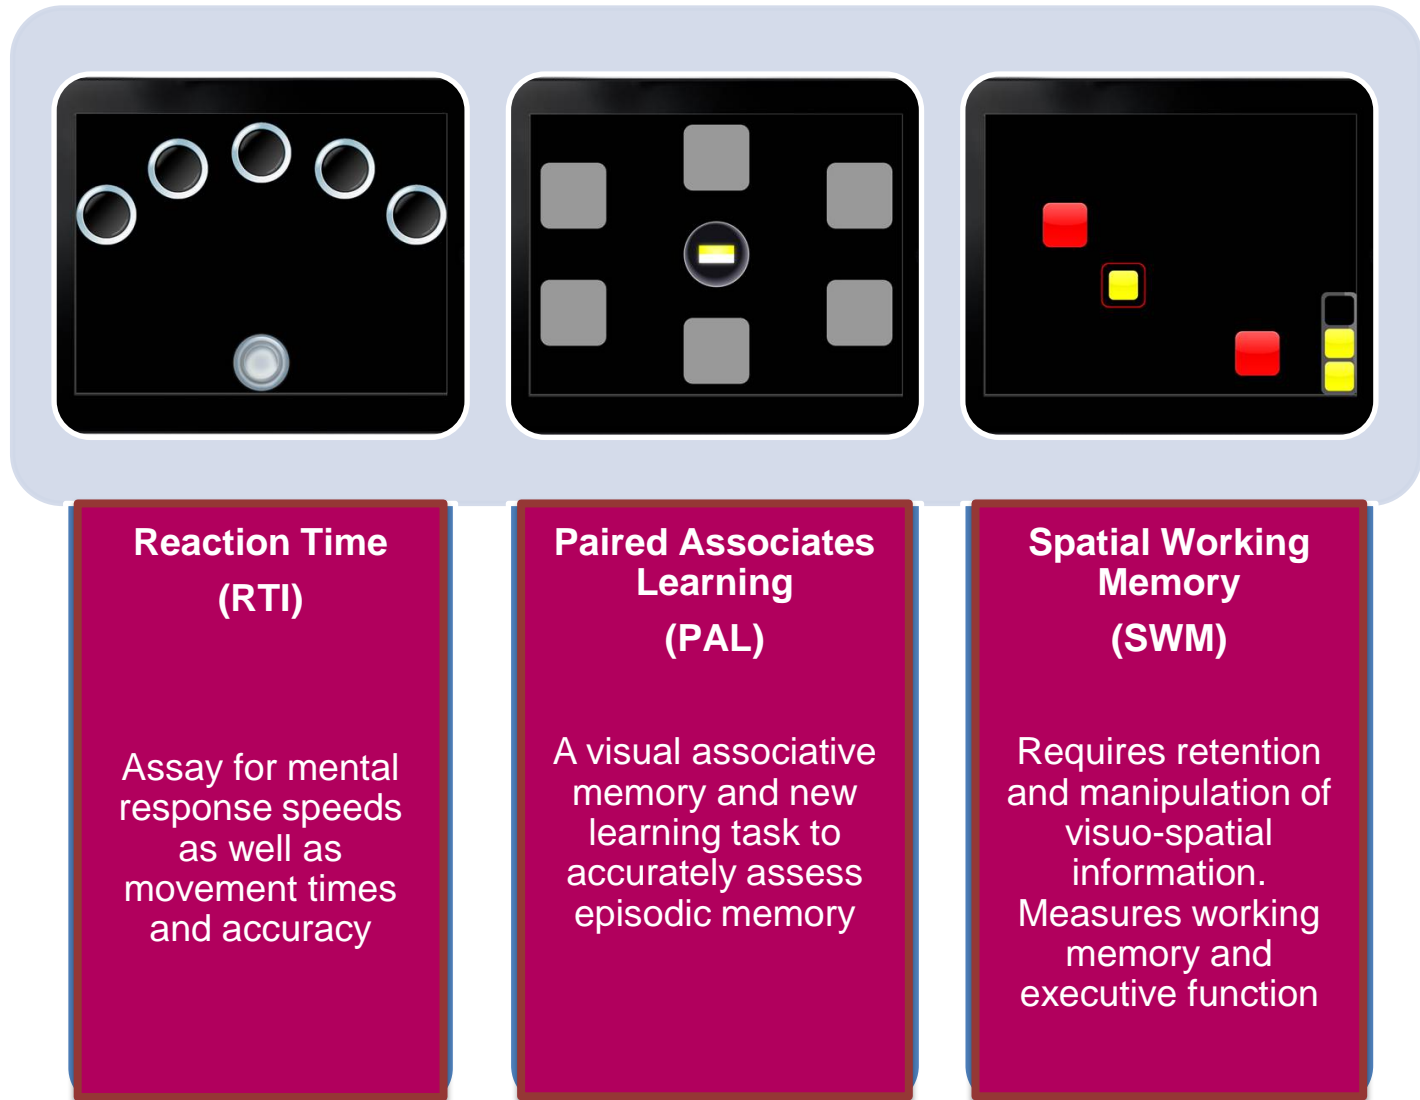 Reaction Time
(RTI)
Assay for mental
response speeds
as well as
movement times
and accuracy
Paired Associates
Learning
(PAL)
A visual associative
memory and new
learning task to
accurately assess
episodic memory
Spatial Working
Memory
(SWM)
Requires retention
and manipulation of
visuo-spatial
information.
Measures working
memory and
executive function